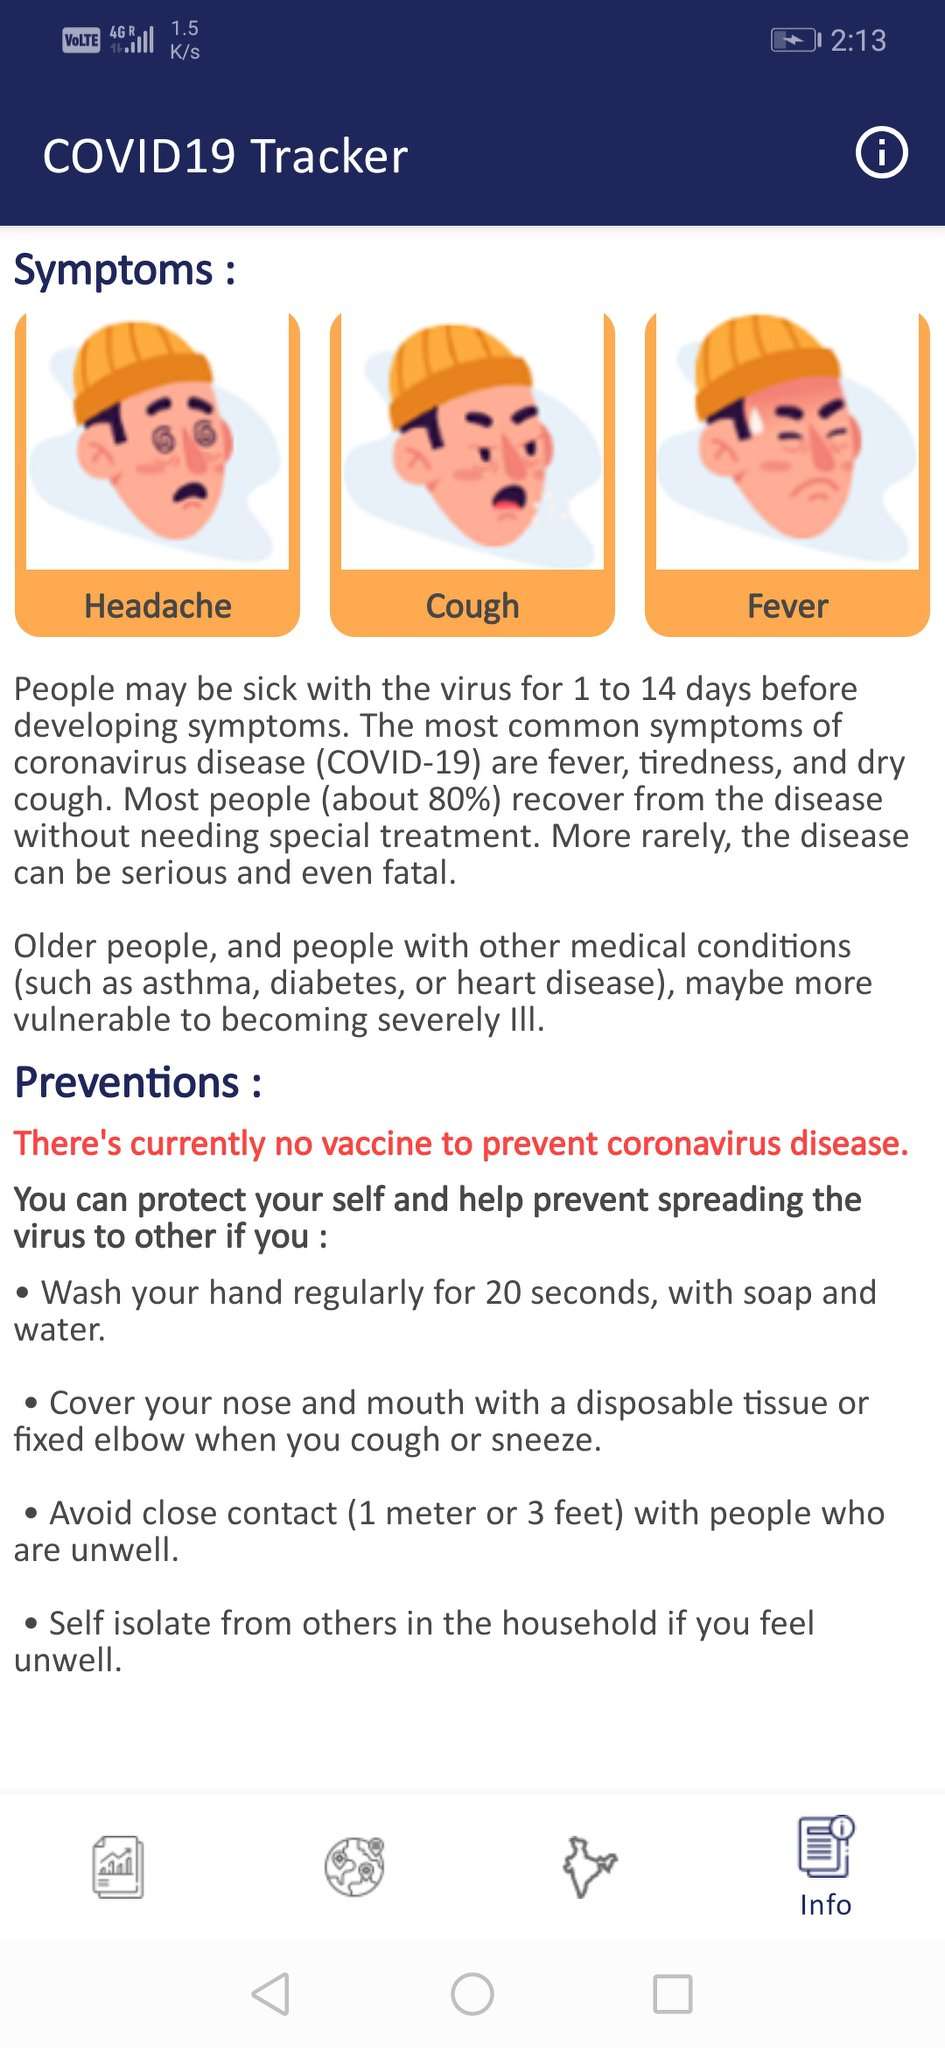 VoLTE 4G R 1.5
K/s
2:13
COVID19 Tracker
Symptoms :
Headache Cough Fever
People may be sick with the virus for 1 to 14 days before
developing symptoms. The most common symptoms of
coronavirus disease (COVID-19) are fever, tiredness, and dry
cough. Most people (about 80%) recover from the disease
without needing special treatment. More rarely, the disease
can be serious and even fatal.
Older people, and people with other medical conditions
(such as asthma, diabetes, or heart disease), maybe more
vulnerable to becoming severely Ill.
Preventions :
There's currently no vaccine to prevent coronavirus disease.
You can protect your self and help prevent spreading the
virus to other if you :
• Wash your hand regularly for 20 seconds, with soap and
water.
• Cover your nose and mouth with a disposable tissue or
fixed elbow when you cough or sneeze.
• Avoid close contact (1 meter or 3 feet) with people who
are unwell.
• Self isolate from others in the household if you feel
unwell.
Info